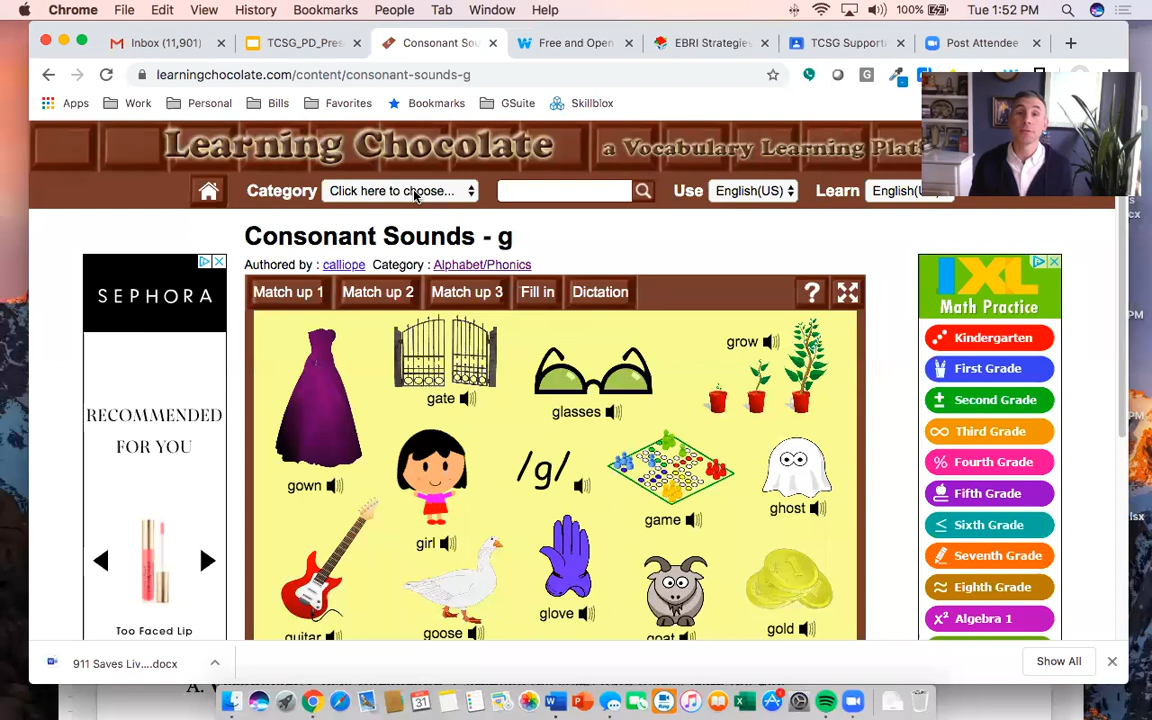 Chrome File Edit View History Bookmarks People Tab Window Help 100% Tue 1:52 PM
Inbox (11,901) TCSG_PD_Pres Consonant Sou Free and Open EBRI Strategies TCSG Supporti Post Attendee
learningchocolate.com/content/consonant-sounds-g
Apps Work Personal Bills Favorites Bookmarks GSuite Skillblox
Learning Chocolate a Vocabulary Learning Platf
Category Click here to choose... Use English(US) Learn English(U
Consonant Sounds - g
Authored by : calliope Category : Alphabet/Phonics
Match up 1 Match up 2 Match up 3 Fill in Dictation ?
gown
gate
glasses
grow
girl
/g/
game
ghost
guitar
goose
glove
goat
gold
SEPHORA
RECOMMENDED
FOR YOU
Too Faced Lip
IXL
Math Practice
Kindergarten
First Grade
Second Grade
Third Grade
Fourth Grade
Fifth Grade
Sixth Grade
Seventh Grade
Eighth Grade
Algebra 1
911 Saves Liv....docx
Show All